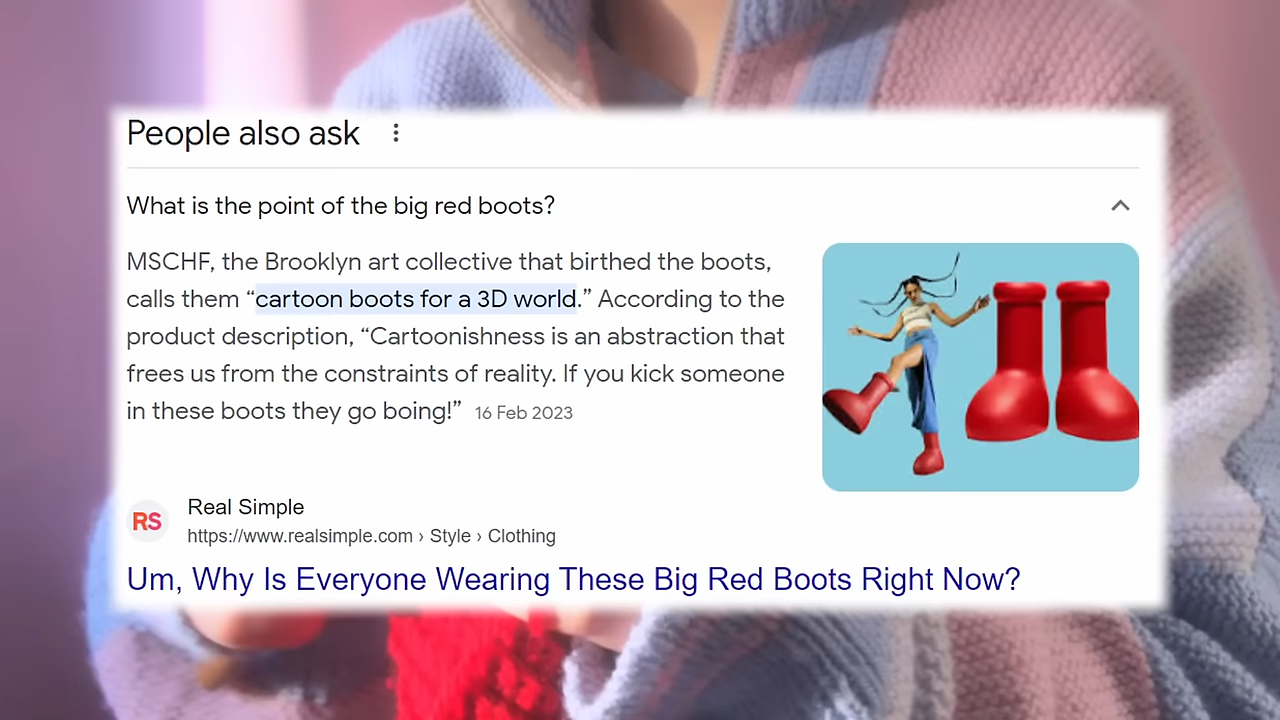 People also ask
What is the point of the big red boots?
MSCHF, the Brooklyn art collective that birthed the boots,
calls them “cartoon boots for a 3D world.” According to the
product description, “Cartoonishness is an abstraction that
frees us from the constraints of reality. If you kick someone
in these boots they go boing!” 16 Feb 2023
RS
Real Simple
https://www.realsimple.com › Style › Clothing
Um, Why Is Everyone Wearing These Big Red Boots Right Now?